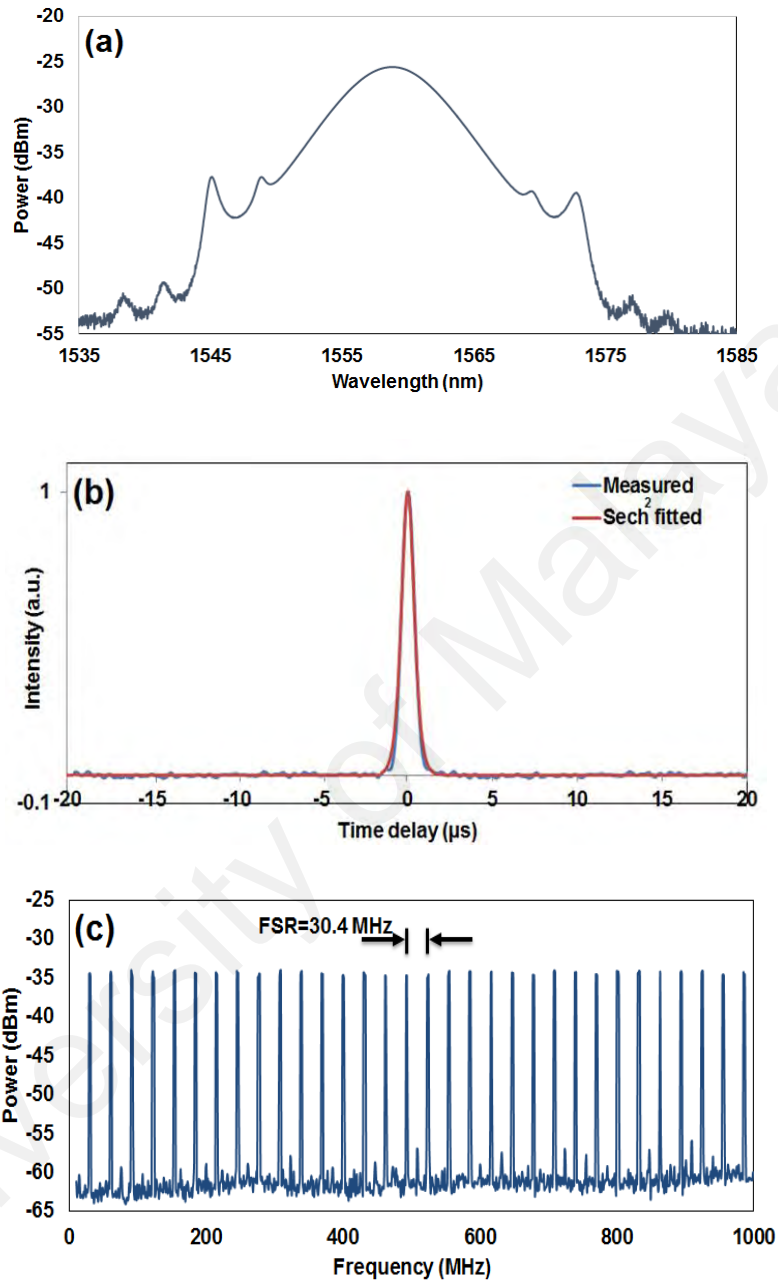 (a)
-20
-25
-30
-35
-40
-45
-50
-55
Power (dBm)
1535 1545 1555 1565 1575 1585
Wavelength (nm)
(b)
Measured
Sech2 fitted
1
-0.1
Intensity (a.u.)
-20 -15 -10 -5 0 5 10 15 20
Time delay (µs)
(c)
FSR=30.4 MHz
-25
-30
-35
-40
-45
-50
-55
-60
-65
Power (dBm)
0 200 400 600 800 1000
Frequency (MHz)
versity of Malaya